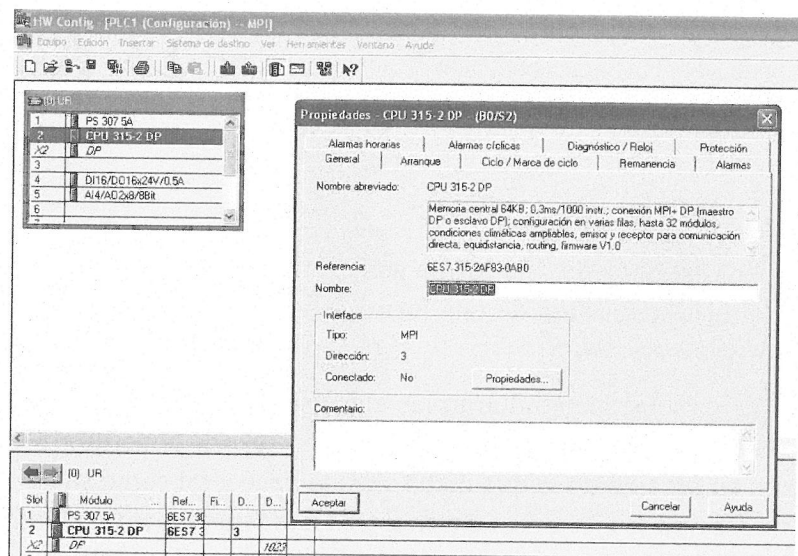 HW Config - [PLC1 (Configuración) -- MPI]
Equipo Edición Insertar Sistema de destino Ver Herramientas Ventana Ayuda
(0) UR
1 PS 307 5A
2 CPU 315-2 DP
X2 DP
3
4 DI16/DO16x24V/0.5A
5 AI4/AO2x8/8Bit
6
7
Propiedades - CPU 315-2 DP - (R0/S2)
Alarmas horarias Alarmas cíclicas Diagnóstico / Reloj Protección
General Arranque Ciclo / Marca de ciclo Remanencia Alarmas
Nombre abreviado: CPU 315-2 DP
Memoria central 64KB; 0,3ms/1000 instr.; conexión MPI+ DP (maestro
DP o esclavo DP); configuración en varias filas, hasta 32 módulos,
condiciones climáticas ampliables, emisor y receptor para comunicación
directa, equidistancia, routing, firmware V1.0
Referencia: 6ES7 315-2AF83-0AB0
Nombre: CPU 315-2 DP
Interface
Tipo: MPI
Dirección: 3
Conectado: No Propiedades...
Comentario:
Aceptar Cancelar Ayuda
(0) UR
Slot Módulo ... Ref... Fi... D... D...
1 PS 307 5A 6ES7 30
2 CPU 315-2 DP 6ES7 3 3
X2 DP 1023